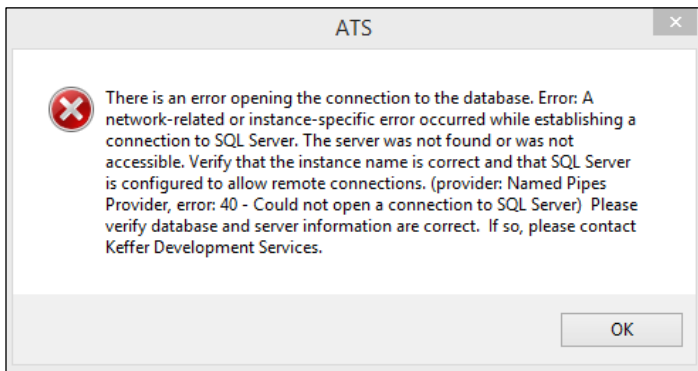 ATS
There is an error opening the connection to the database. Error: A
network-related or instance-specific error occurred while establishing a
connection to SQL Server. The server was not found or was not
accessible. Verify that the instance name is correct and that SQL Server
is configured to allow remote connections. (provider: Named Pipes
Provider, error: 40 - Could not open a connection to SQL Server)  Please
verify database and server information are correct.  If so, please contact
Keffer Development Services.
OK